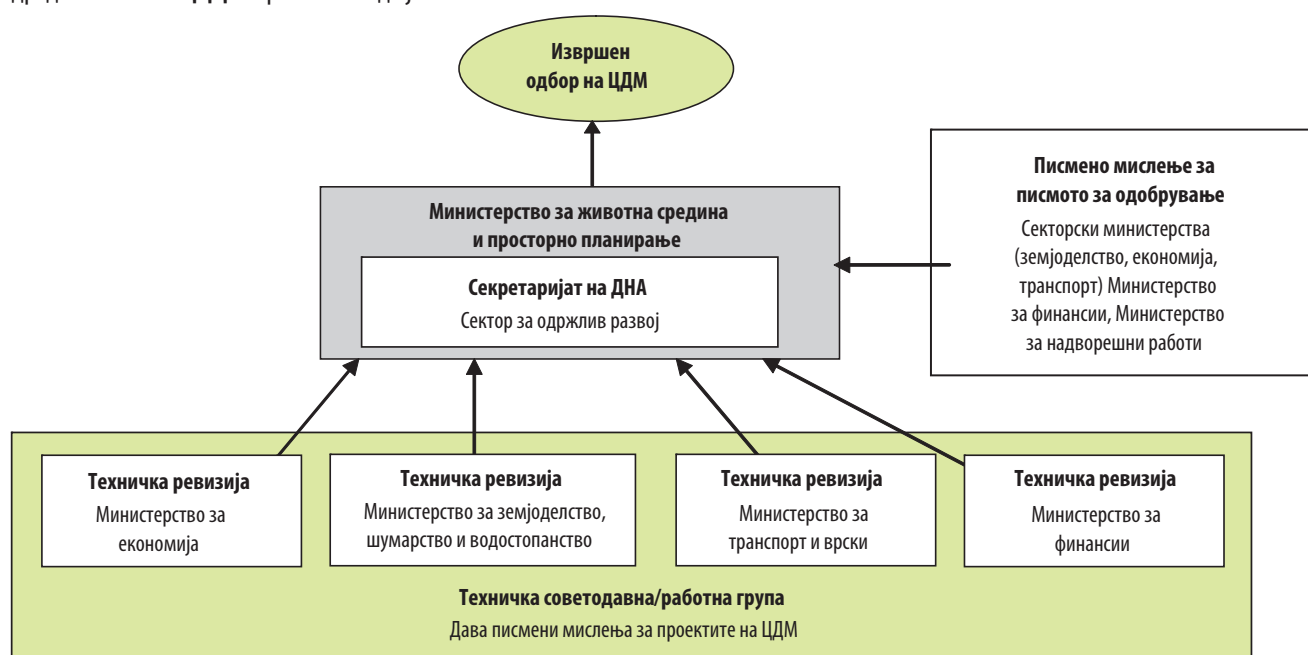 Извршен
одбор на ЦДМ
Министерство за животна средина
и просторно планирање
Секретаријат на ДНА
Сектор за одржлив развој
Писмено мислење за
писмото за одобрување
Секторски министерства
(земјоделство, економија,
транспорт) Министерство
за финансии, Министерство
за надворешни работи
Техничка ревизија
Министерство за
економија
Техничка ревизија
Министерство за земјоделство,
шумарство и водостопанство
Техничка ревизија
Министерство за
транспорт и врски
Техничка ревизија
Министерство за
финансии
Техничка советодавна/работна група
Дава писмени мислења за проектите на ЦДМ